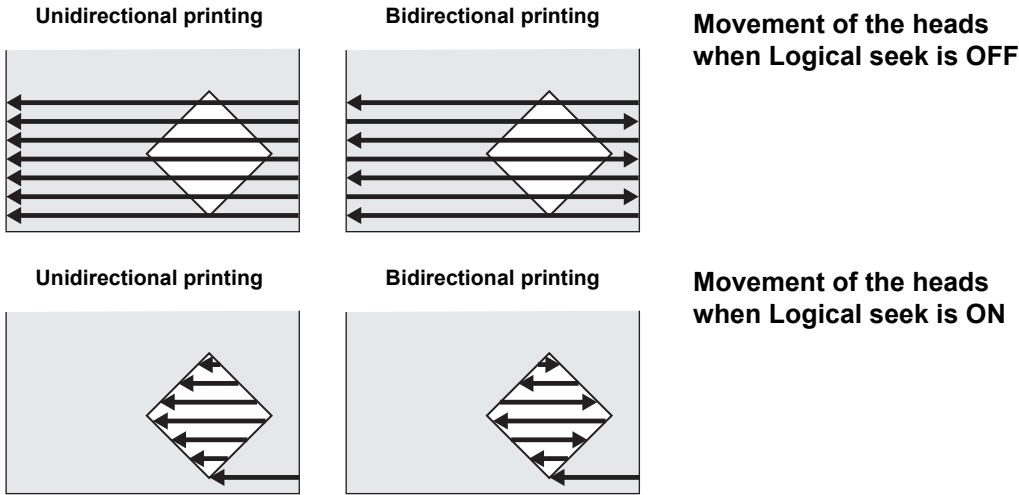 Unidirectional printing
Bidirectional printing
Movement of the heads
when Logical seek is OFF
Unidirectional printing
Bidirectional printing
Movement of the heads
when Logical seek is ON